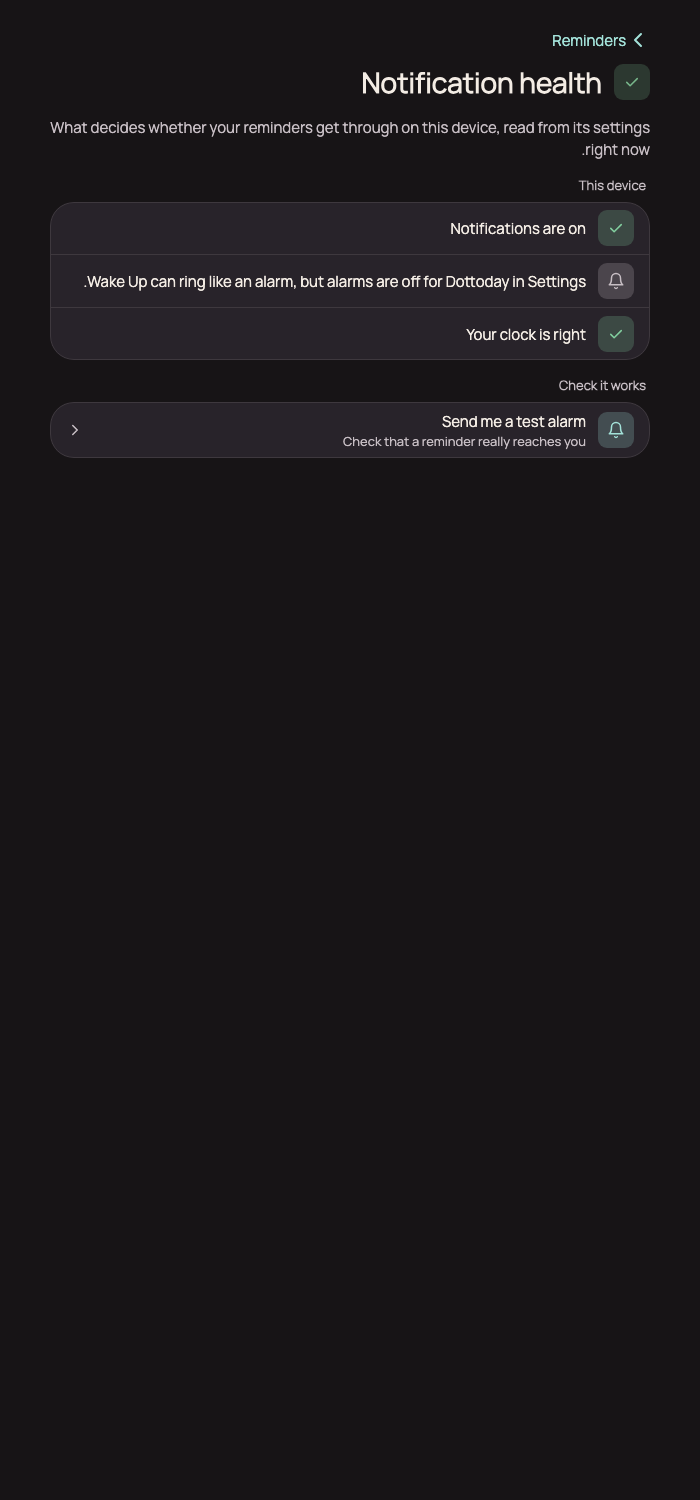 Reminders
Notification health
What decides whether your reminders get through on this device, read from its settings
right now.
This device
Notifications are on
Wake Up can ring like an alarm, but alarms are off for Dottoday in Settings.
Your clock is right
Check it works
Send me a test alarm
Check that a reminder really reaches you